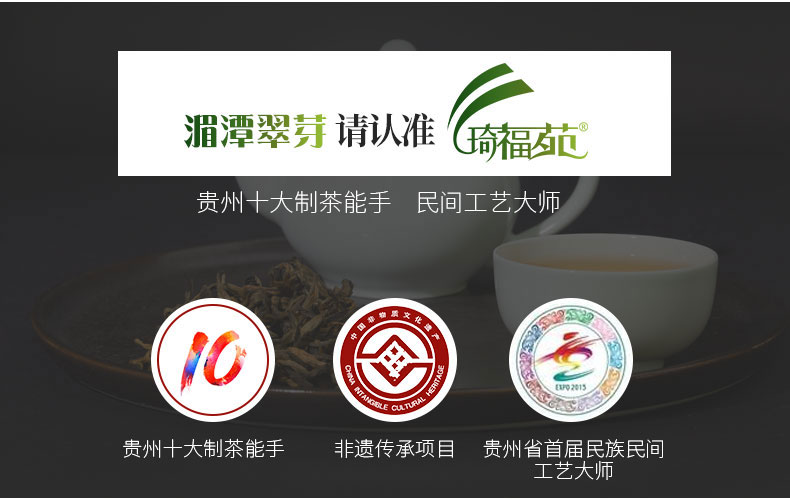 湄潭翠芽 请认准 琦福苑®
贵州十大制茶能手 民间工艺大师
10
中国非物质文化遗产
CHINA INTANGIBLE CULTURAL HERITAGE
EXPO 2015
贵州十大制茶能手
非遗传承项目
贵州省首届民族民间
工艺大师